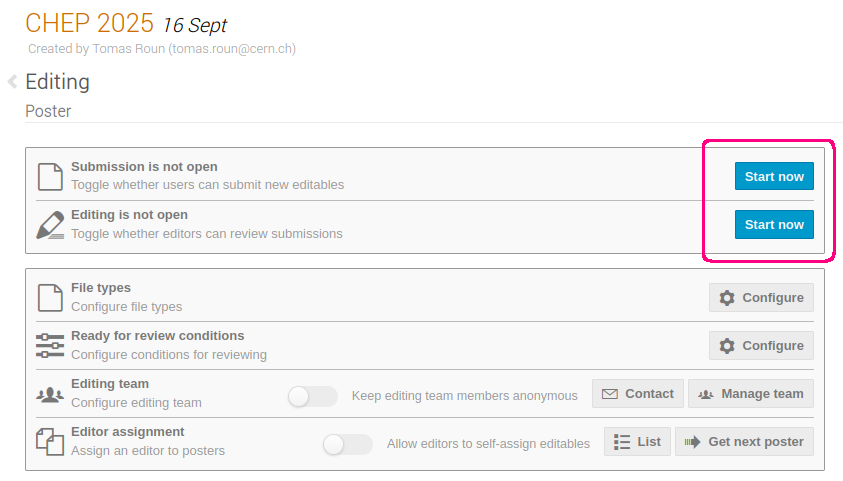 CHEP 2025 16 Sept
Created by Tomas Roun (tomas.roun@cern.ch)
Editing
Poster
Submission is not open
Toggle whether users can submit new editables
Start now
Editing is not open
Toggle whether editors can review submissions
Start now
File types
Configure file types
Configure
Ready for review conditions
Configure conditions for reviewing
Configure
Editing team
Configure editing team
Keep editing team members anonymous
Contact
Manage team
Editor assignment
Assign an editor to posters
Allow editors to self-assign editables
List
Get next poster